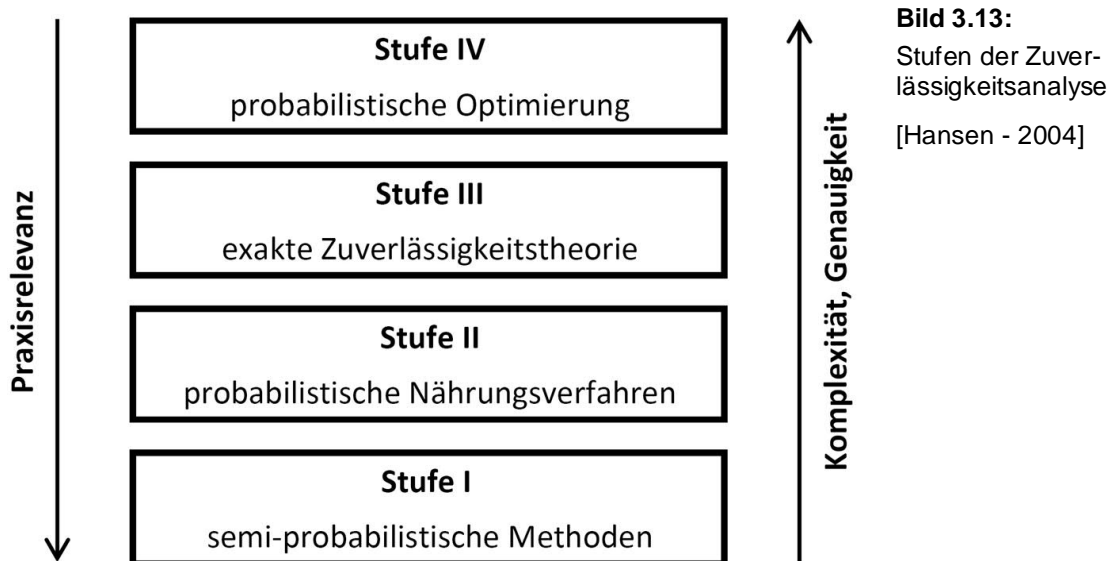 Stufe IV
probabilistische Optimierung
Stufe III
exakte Zuverlässigkeitstheorie
Stufe II
probabilistische Nährungsverfahren
Stufe I
semi-probabilistische Methoden
Praxisrelevanz
Komplexität, Genauigkeit
Bild 3.13:
Stufen der Zuver-
lässigkeitsanalyse
[Hansen - 2004]